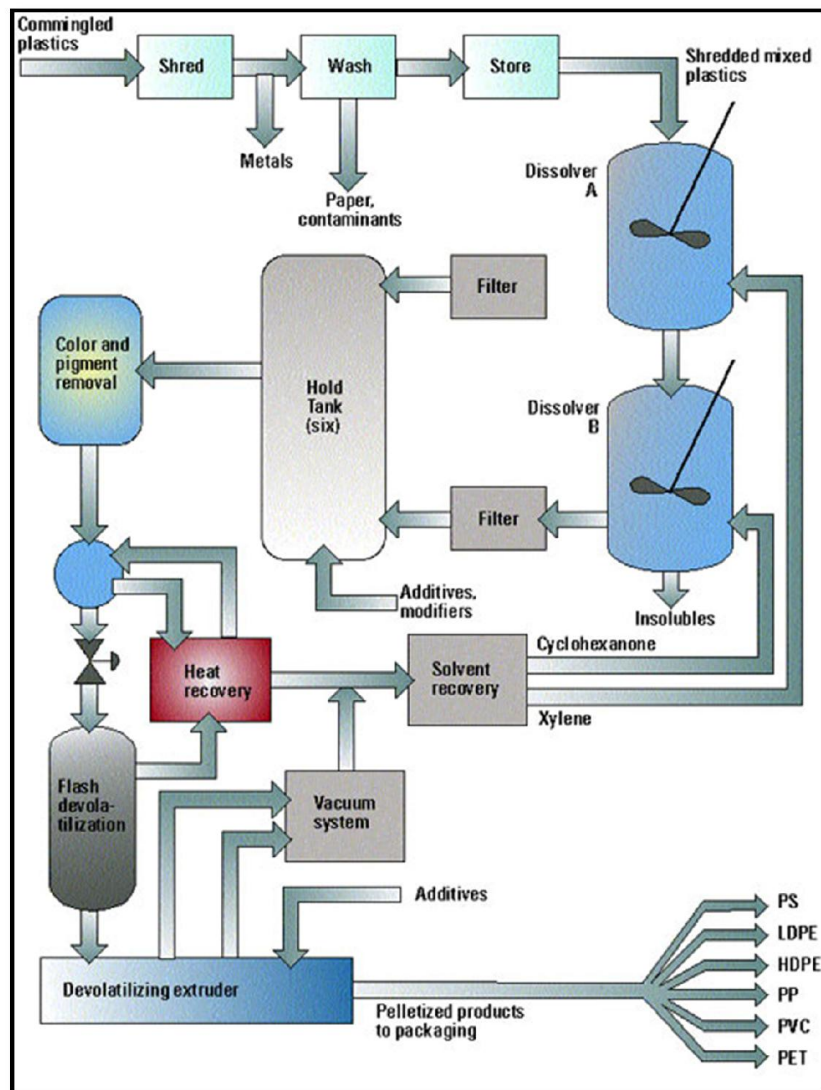 Commingled
plastics
Shred
Wash
Store
Shredded mixed
plastics
Metals
Paper,
contaminants
Dissolver
A
Filter
Color and
pigment
removal
Hold
Tank
(six)
Dissolver
B
Filter
Additives,
modifiers
Insolubles
Cyclohexanone
Heat
recovery
Solvent
recovery
Xylene
Flash
devola-
tilization
Vacuum
system
Additives
PS
LDPE
HDPE
PP
PVC
PET
Devolatilizing extruder
Pelletized products
to packaging